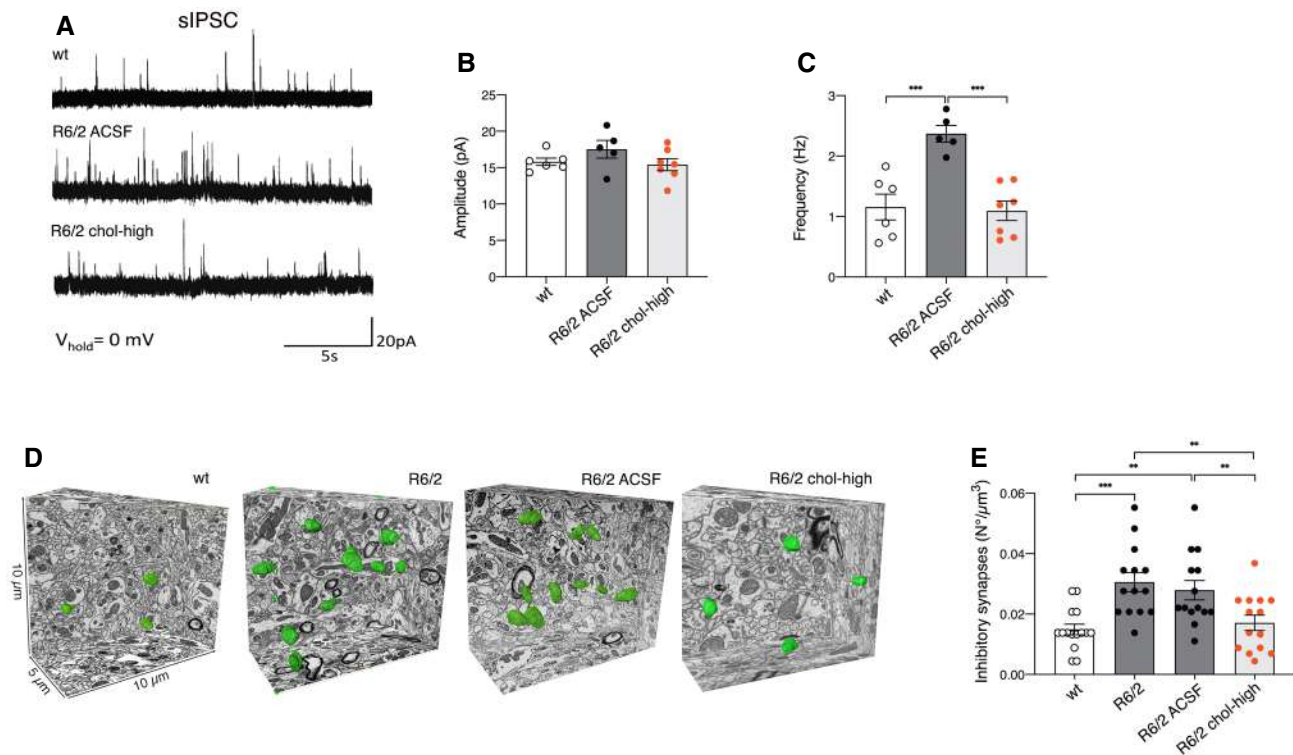 A
sIPSC
wt
R6/2 ACSF
R6/2 chol-high
Vhold= 0 mV
20pA
5s
B
Amplitude (pA)
25
20
15
10
5
0
wt
R6/2 ACSF
R6/2 chol-high
C
Frequency (Hz)
3
2
1
0
***
***
wt
R6/2 ACSF
R6/2 chol-high
D
wt
R6/2
R6/2 ACSF
R6/2 chol-high
10 µm
5 µm
10 µm
E
Inhibitory synapses (N°/µm³)
0.06
0.04
0.02
0.00
**
**
**
***
wt
R6/2
R6/2 ACSF
R6/2 chol-high